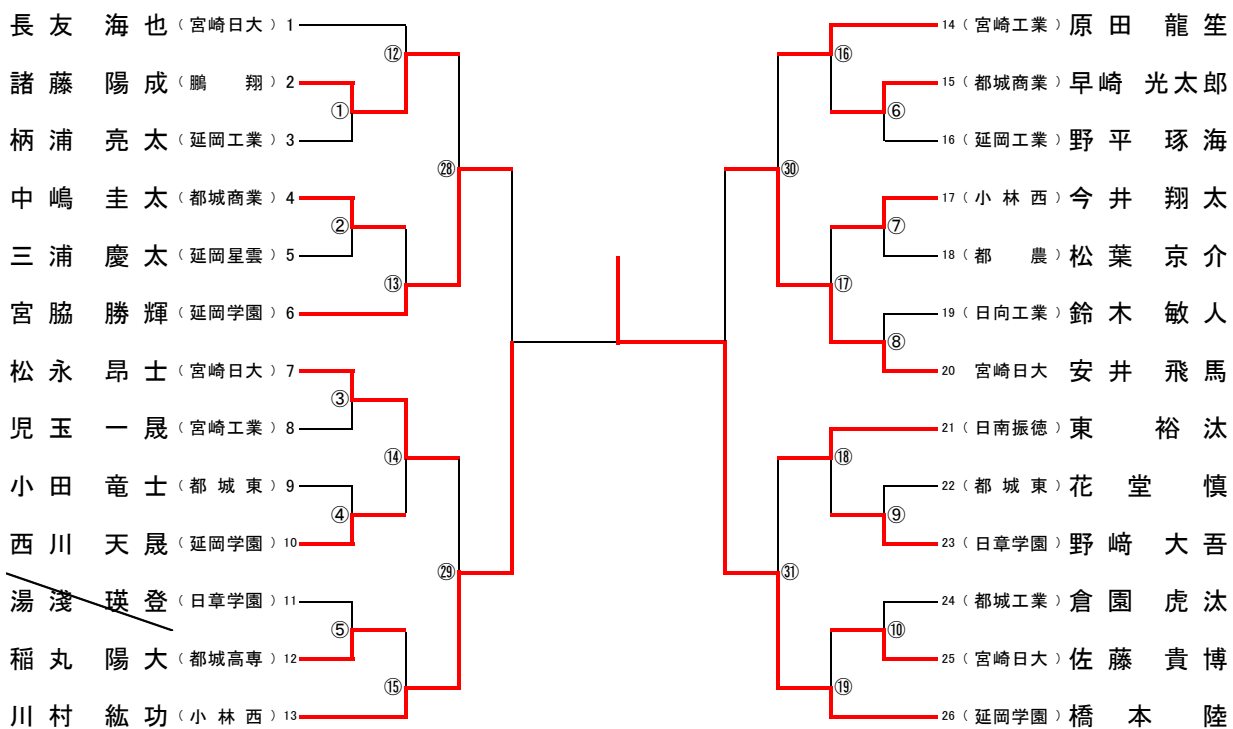 長友 海也（宮崎日大）1
諸藤 陽成（鵬 翔）2
柄浦 亮太（延岡工業）3
中嶋 圭太（都城商業）4
三浦 慶太（延岡星雲）5
宮脇 勝輝（延岡学園）6
松永 昂士（宮崎日大）7
児玉 一晟（宮崎工業）8
小田 竜士（都城東）9
西川 天晟（延岡学園）10
湯淺 瑛登（日章学園）11
稲丸 陽大（都城高専）12
川村 紘功（小林西）13
⑫
①
㉘
②
⑬
③
⑭
④
㉙
⑤
⑮
⑯
⑥
㉚
⑦
⑰
⑧
⑱
⑨
㉛
⑩
⑲
14（宮崎工業）原田 龍笙
15（都城商業）早崎 光太郎
16（延岡工業）野平 琢海
17（小林西）今井 翔太
18（都 農）松葉 京介
19（日向工業）鈴木 敏人
20 宮崎日大 安井 飛馬
21（日南振徳）東 裕汰
22（都城東）花堂 慎
23（日章学園）野﨑 大吾
24（都城工業）倉園 虎汰
25（宮崎日大）佐藤 貴博
26（延岡学園）橋本 陸